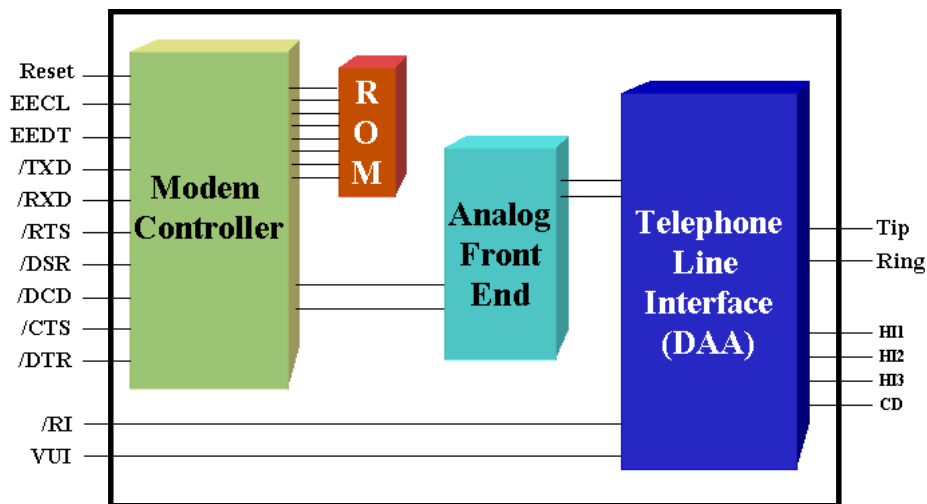 Reset
EECL
EEDT
/TXD
/RXD
/RTS
/DSR
/DCD
/CTS
/DTR
/RI
VUI
Modem
Controller
R
O
M
Analog
Front
End
Telephone
Line
Interface
(DAA)
Tip
Ring
HI1
HI2
HI3
CD